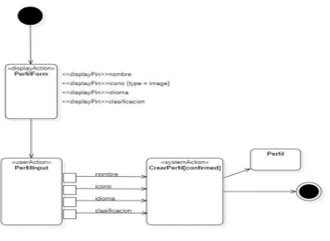 «displayAction»
PerfilForm
<<displayPin>>nombre
<<displayPin>>icono {type = image}
<<displayPin>>idioma
<<displayPin>>clasificacion
«userAction»
PerfilInput
nombre
icono
idioma
clasificacion
«systemAction»
CrearPerfil[confirmed]
Perfil